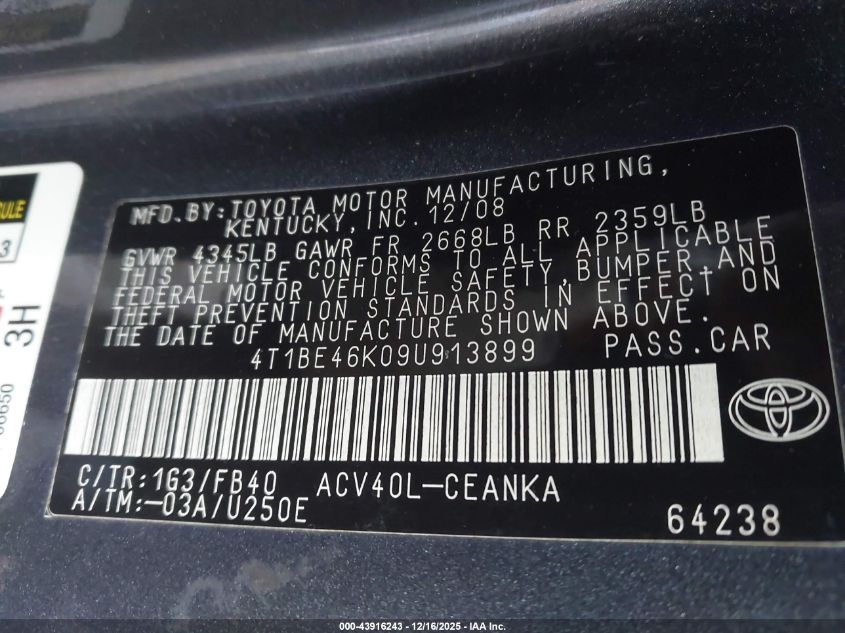 MFD.BY:TOYOTA MOTOR MANUFACTURING,
KENTUCKY, INC. 12/08
GVWR 4345LB GAWR FR 2668LB RR 2359LB
THIS VEHICLE CONFORMS TO ALL APPLICABLE
FEDERAL MOTOR VEHICLE SAFETY, BUMPER, AND
THEFT PREVENTION STANDARDS IN EFFECT ON
THE DATE OF MANUFACTURE SHOWN ABOVE.
4T1BE46K09U913899 PASS.CAR
C/TR:1G3/FB40 ACV40L-CEANKA
A/TM:-03A/U250E
64238
3H
000-43916243 - 12/16/2025 - IAA Inc.